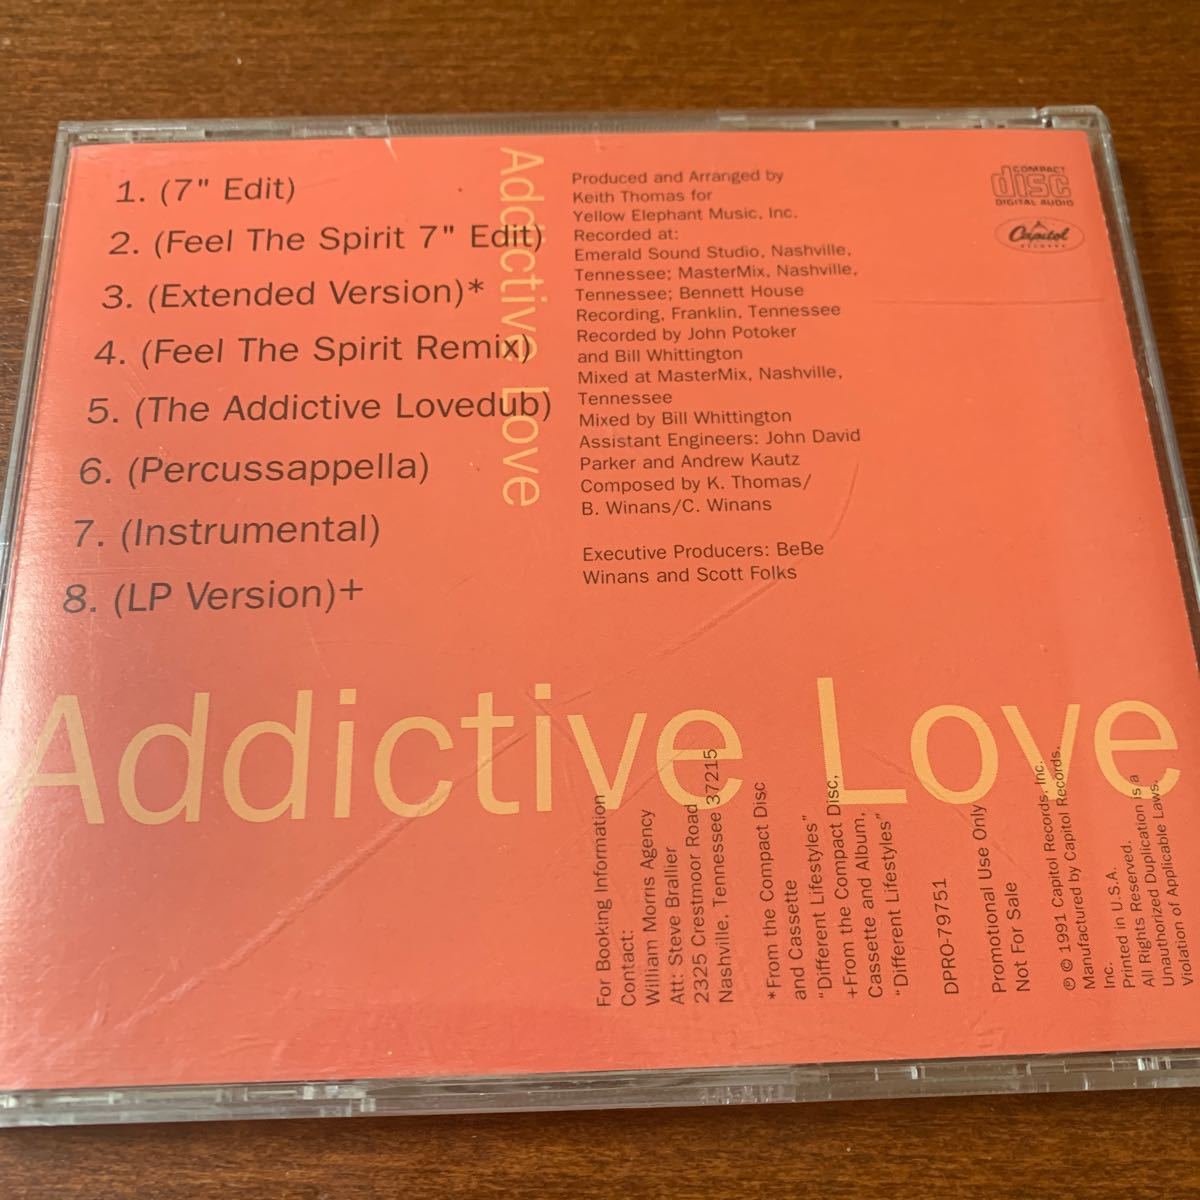 1. (7" Edit)
2. (Feel The Spirit 7" Edit)
3. (Extended Version)*
4. (Feel The Spirit Remix)
5. (The Addictive Lovedub)
6. (Percussappella)
7. (Instrumental)
8. (LP Version)+
Addictive Love
Produced and Arranged by
Keith Thomas for
Yellow Elephant Music, Inc.
Recorded at:
Emerald Sound Studio, Nashville,
Tennessee; MasterMix, Nashville,
Tennessee; Bennett House
Recording, Franklin, Tennessee
Recorded by John Potoker
and Bill Whittington
Mixed at MasterMix, Nashville,
Tennessee
Mixed by Bill Whittington
Assistant Engineers: John David
Parker and Andrew Kautz
Composed by K. Thomas/
B. Winans/C. Winans
Executive Producers: BeBe
Winans and Scott Folks
COMPACT
disc
DIGITAL AUDIO
Capitol
RECORDS
Addictive Love
For Booking Information
Contact:
William Morris Agency
Att: Steve Brallier
2325 Crestmoor Road
Nashville, Tennessee 37215
*From the Compact Disc
and Cassette
"Different Lifestyles"
+From the Compact Disc,
Cassette and Album,
"Different Lifestyles"
DPRO-79751
Promotional Use Only
Not For Sale
℗ © 1991 Capitol Records, Inc.
Manufactured by Capitol Records,
Inc.
Printed in U.S.A.
All Rights Reserved.
Unauthorized Duplication is a
Violation of Applicable Laws.